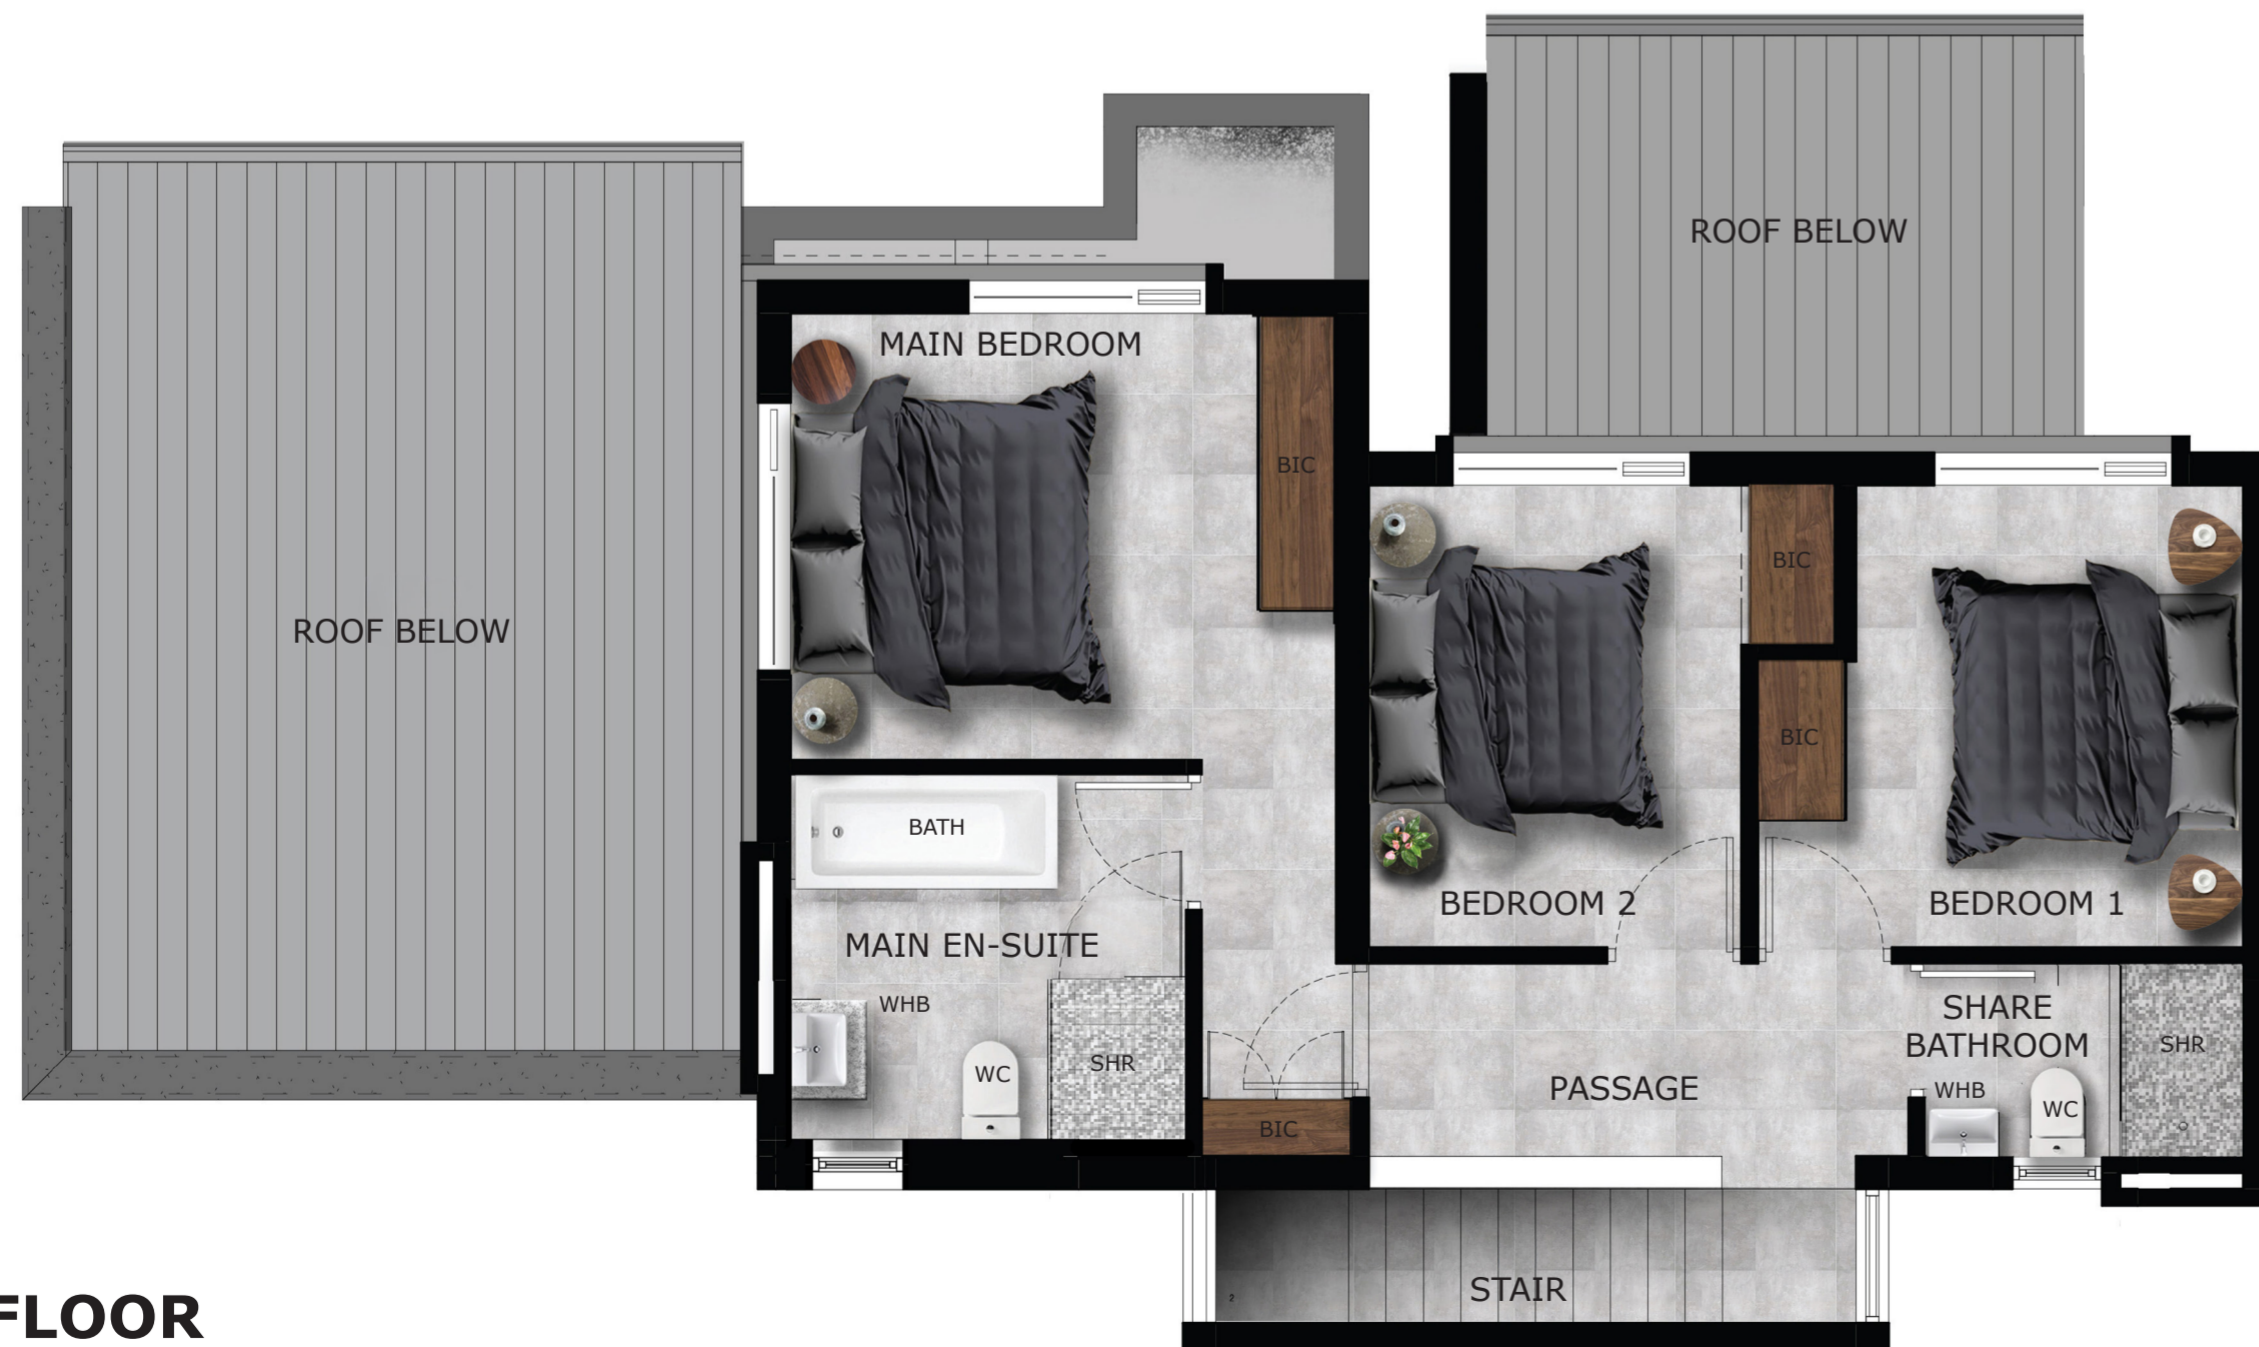 ROOF BELOW
MAIN BEDROOM
BIC
BIC
ROOF BELOW
BIC
BATH
BEDROOM 2
BEDROOM 1
MAIN EN-SUITE
WHB
SHARE
BATHROOM
SHR
WC
SHR
PASSAGE
WHB
WC
BIC
STAIR
2
FLOOR